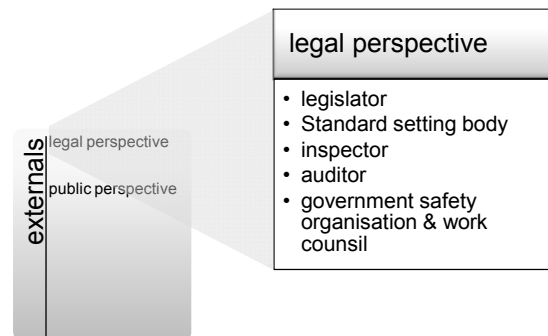 legal perspective
• legislator
• Standard setting body
• inspector
• auditor
• government safety
organisation & work
counsil
externals
legal perspective
public perspective